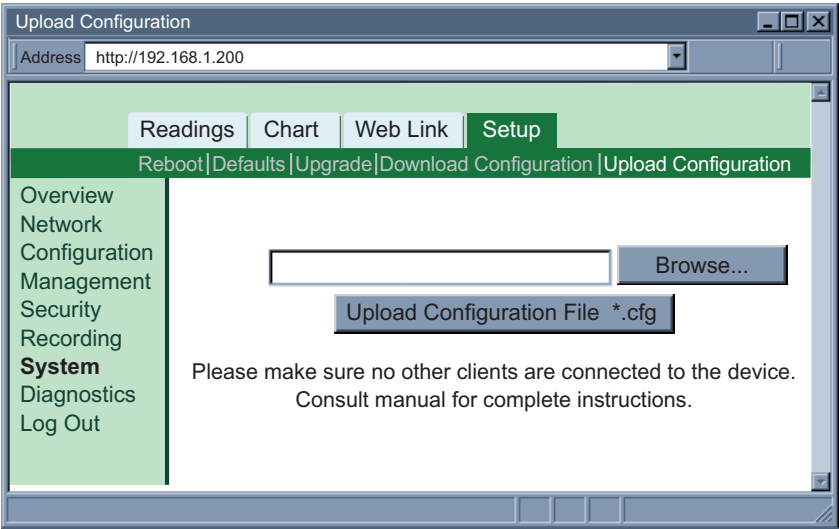 Upload Configuration
Address http://192.168.1.200
Readings Chart Web Link Setup
Reboot|Defaults|Upgrade|Download Configuration|Upload Configuration
Overview
Network
Configuration
Management
Security
Recording
System
Diagnostics
Log Out
Browse...
Upload Configuration File *.cfg
Please make sure no other clients are connected to the device.
Consult manual for complete instructions.